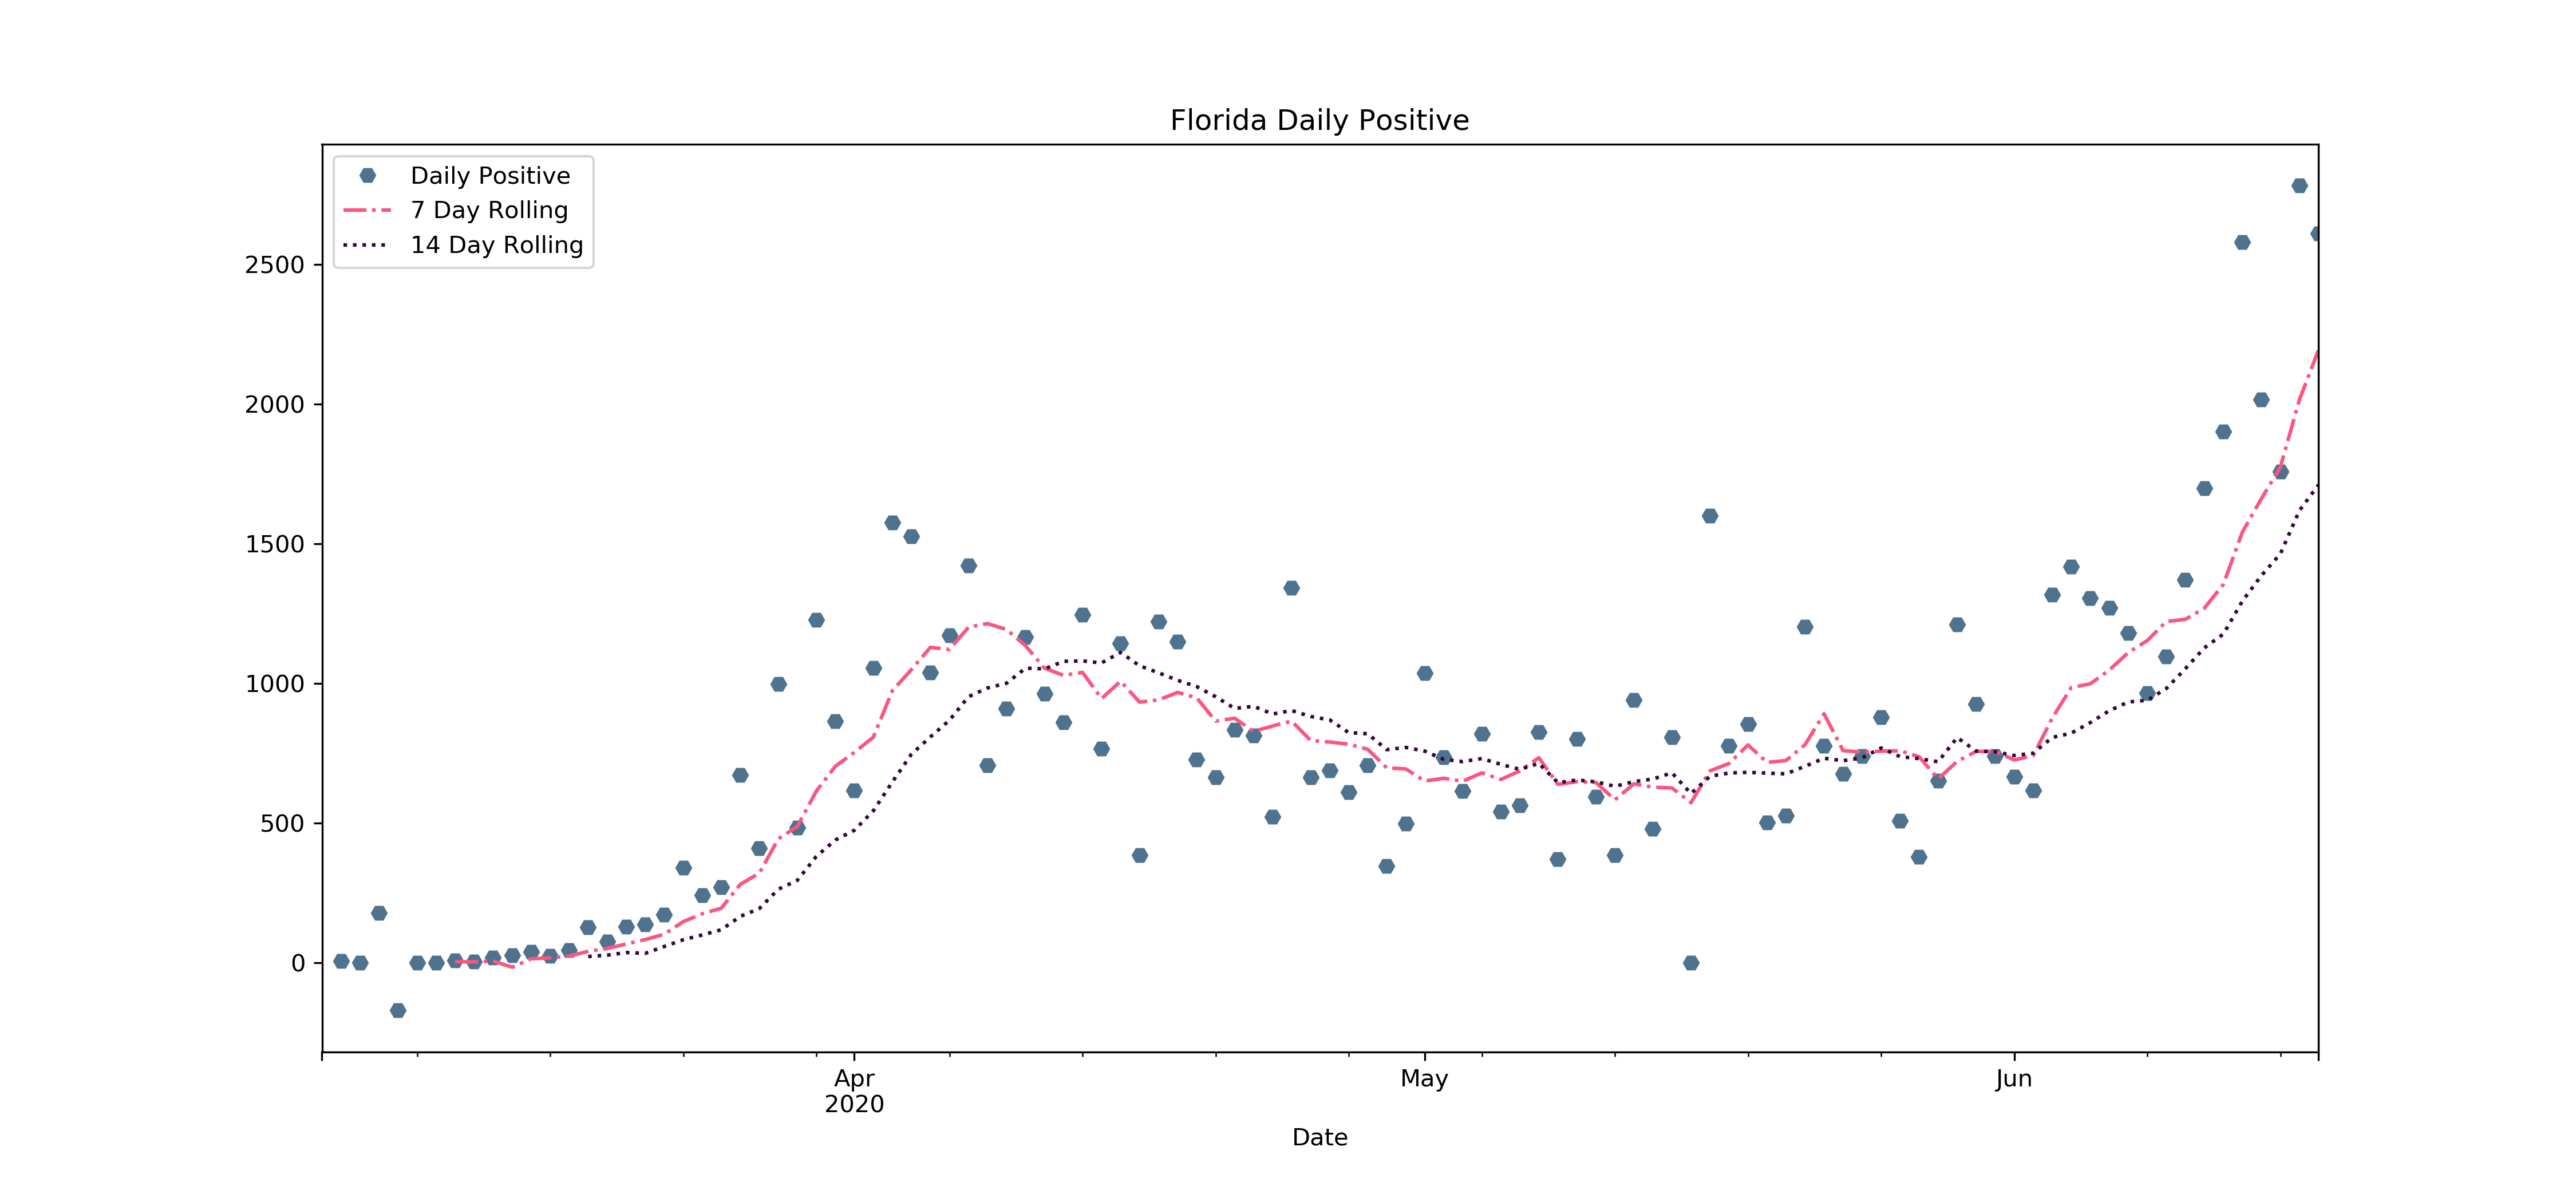 Florida Daily Positive
Daily Positive
7 Day Rolling
14 Day Rolling
2500
2000
1500
1000
500
0
Apr
2020
May
Jun
Date